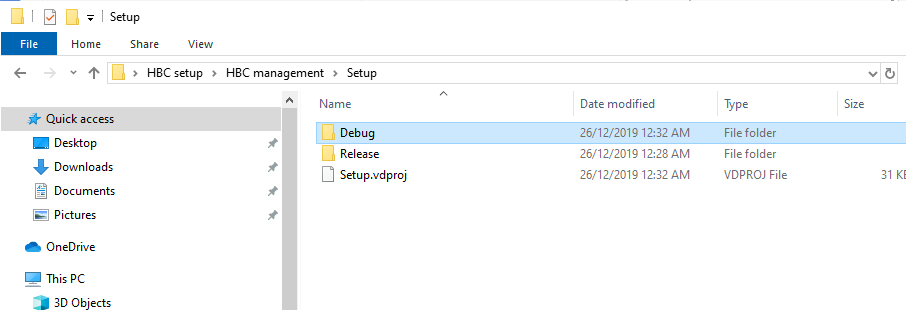 Setup
File Home Share View
HBC setup HBC management Setup
Name Date modified Type Size
Quick access
Desktop
Downloads
Documents
Pictures
OneDrive
This PC
3D Objects
Debug 26/12/2019 12:32 AM File folder
Release 26/12/2019 12:28 AM File folder
Setup.vdproj 26/12/2019 12:32 AM VDPROJ File 31 KB